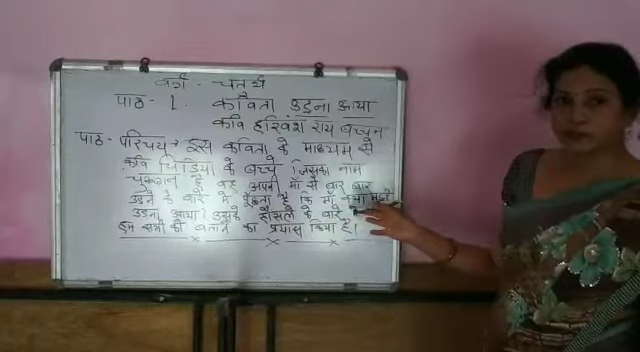 वर्ग - चतुर्थ
पाठ - 1. कविता उड़ना आया
कवि हरिवंश राय बच्चन
पाठ - परिचय → इस कविता के माध्यम से
कवि चिड़िया के बच्चे जिसका नाम
है वह अपनी माँ से बार बार
उड़ने के बारे में पूछता है कि माँ क्या मुझे
उड़ना आया? उसके हौसले के बारे
इन सभी को बताने का प्रयास किया है।